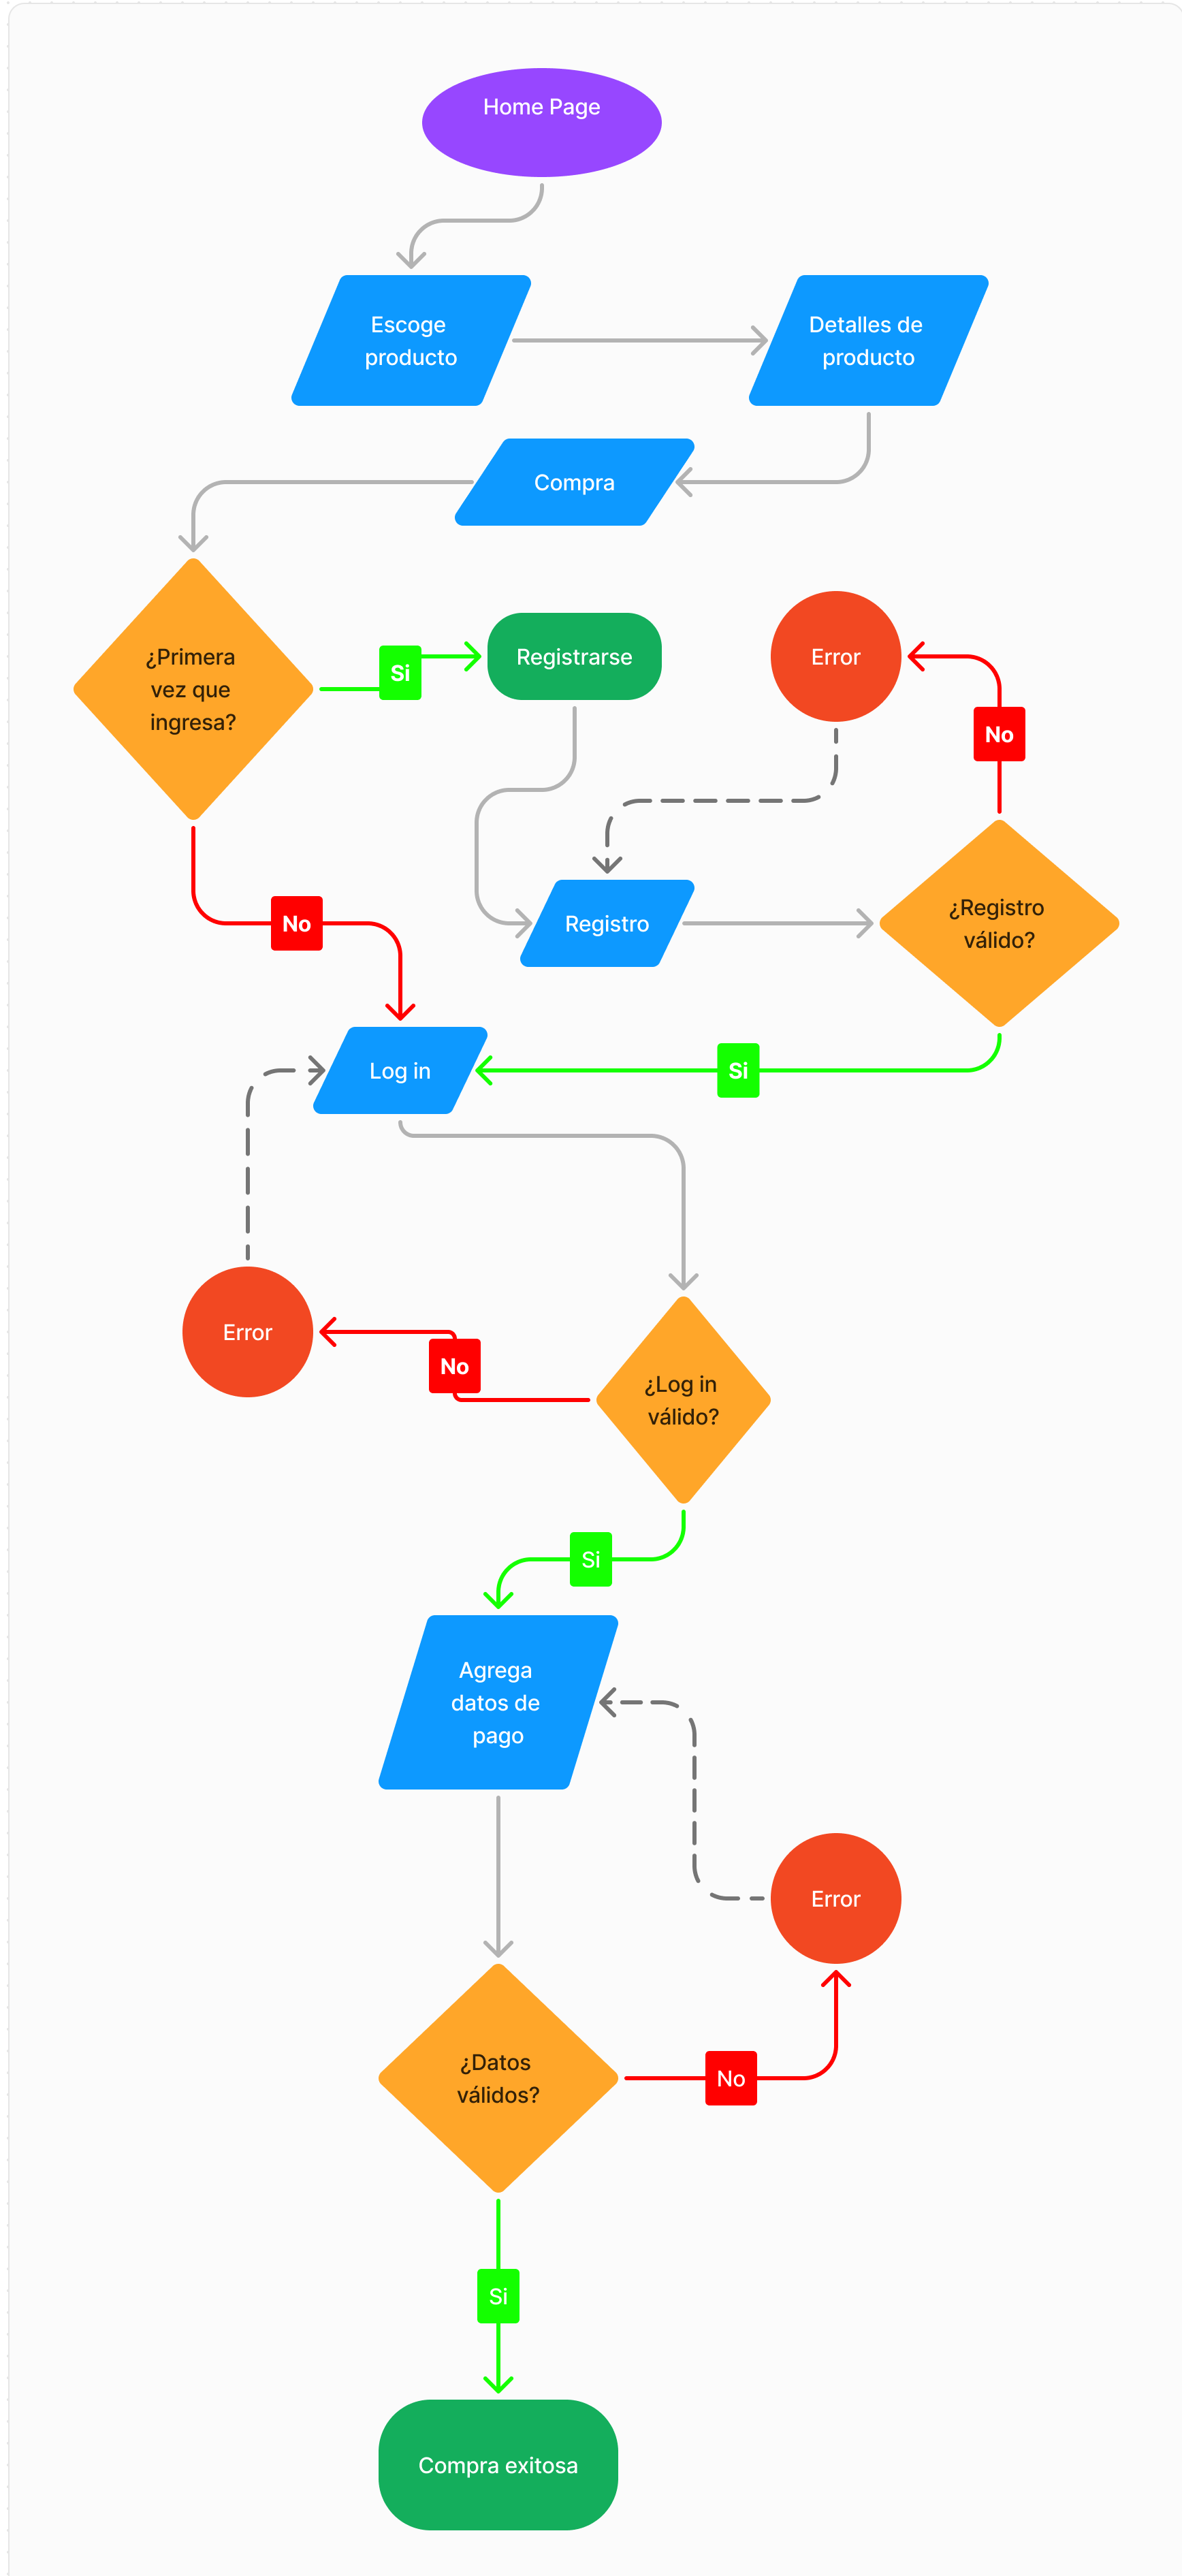 Home Page
Escoge
producto
Detalles de
producto
Compra
¿Primera
vez que
ingresa?
Si
Registrarse
Error
No
No
Registro
¿Registro
válido?
Log in
Si
Error
No
¿Log in
válido?
Si
Agrega
datos de
pago
Error
¿Datos
válidos?
No
Si
Compra exitosa